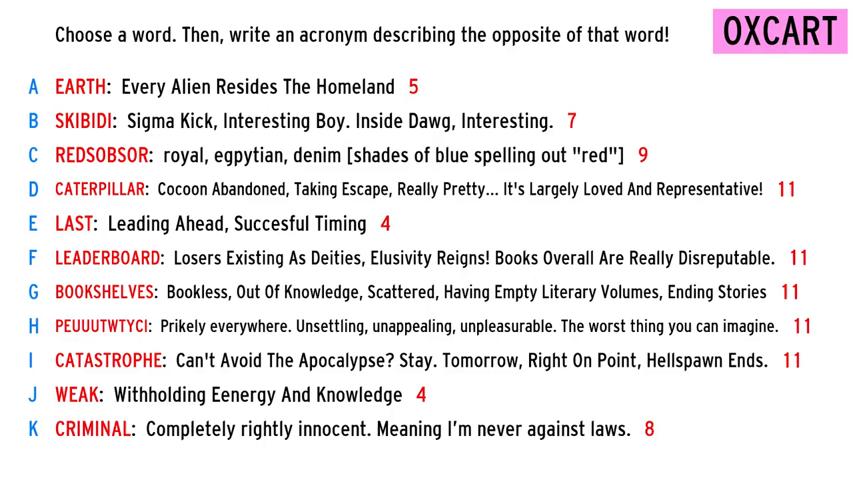 Choose a word. Then, write an acronym describing the opposite of that word!
OXCART
A EARTH: Every Alien Resides The Homeland 5
B SKIBIDI: Sigma Kick, Interesting Boy. Inside Dawg, Interesting. 7
C REDSOBSOR: royal, egpytian, denim [shades of blue spelling out "red"] 9
D CATERPILLAR: Cocoon Abandoned, Taking Escape, Really Pretty... It's Largely Loved And Representative! 11
E LAST: Leading Ahead, Succesful Timing 4
F LEADERBOARD: Losers Existing As Deities, Elusivity Reigns! Books Overall Are Really Disreputable. 11
G BOOKSHELVES: Bookless, Out Of Knowledge, Scattered, Having Empty Literary Volumes, Ending Stories 11
H PEUUUTWTYCI: Prikely everywhere. Unsettling, unappealing, unpleasurable. The worst thing you can imagine. 11
I CATASTROPHE: Can't Avoid The Apocalypse? Stay. Tomorrow, Right On Point, Hellspawn Ends. 11
J WEAK: Withholding Eenergy And Knowledge 4
K CRIMINAL: Completely rightly innocent. Meaning I'm never against laws. 8